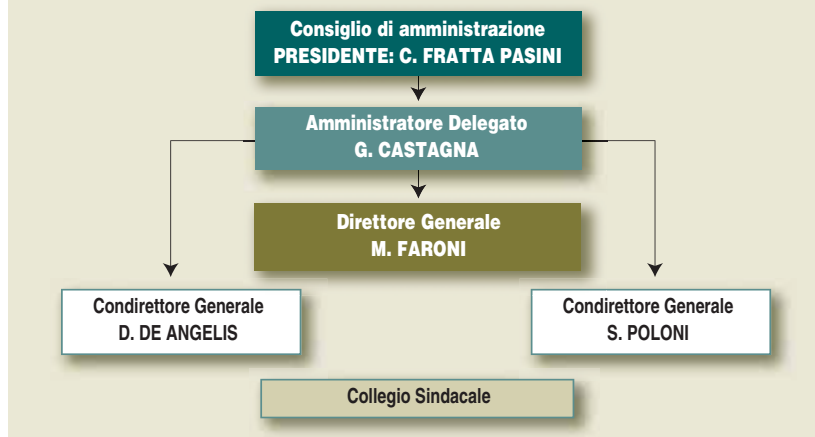 Consiglio di amministrazione
PRESIDENTE: C. FRATTA PASINI
Amministratore Delegato
G. CASTAGNA
Direttore Generale
M. FARONI
Condirettore Generale
D. DE ANGELIS
Condirettore Generale
S. POLONI
Collegio Sindacale